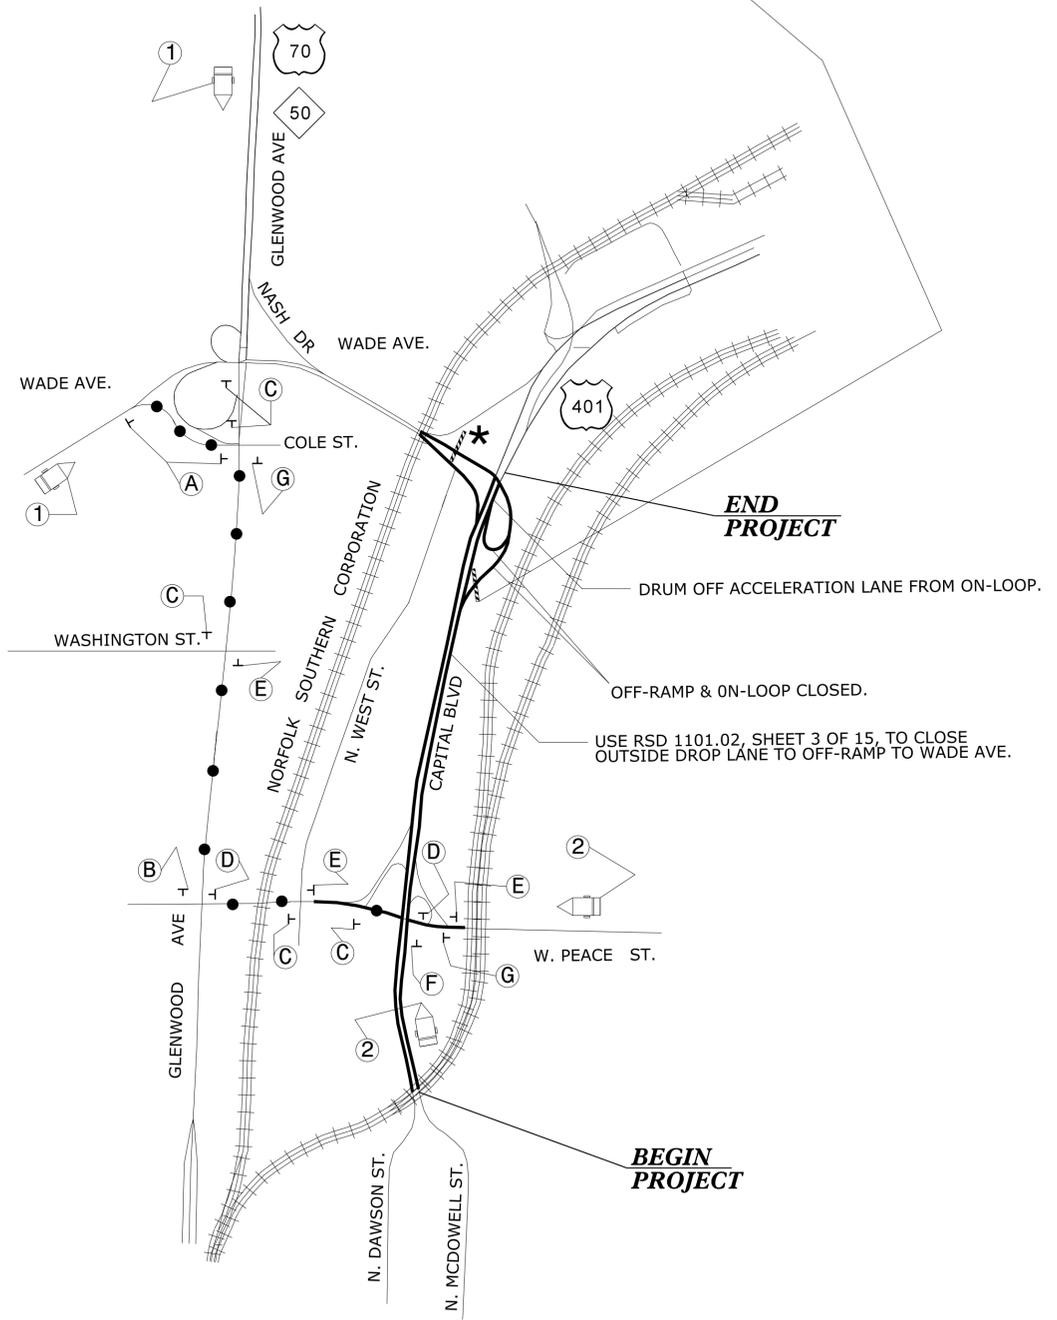 1
70
50
GLENWOOD AVE
NASH DR
WADE AVE.
WADE AVE.
401
C
*
COLE ST.
A
G
1
END
PROJECT
NORFOLK SOUTHERN CORPORATION
DRUM OFF ACCELERATION LANE FROM ON-LOOP.
C
WASHINGTON ST.
E
N. WEST ST.
CAPITAL BLVD
OFF-RAMP & 0N-LOOP CLOSED.
USE RSD 1101.02, SHEET 3 OF 15, TO CLOSE
OUTSIDE DROP LANE TO OFF-RAMP TO WADE AVE.
B
D
E
D
2
E
C
C
W. PEACE ST.
F
G
GLENWOOD AVE
2
BEGIN
PROJECT
N. DAWSON ST.
N. MCDOWELL ST.